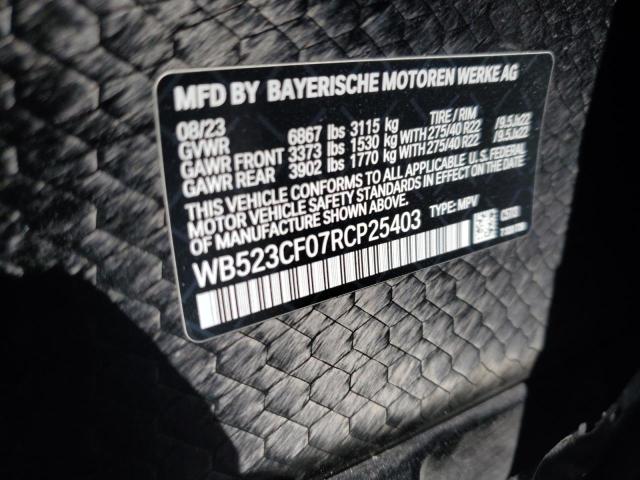 MFD BY BAYERISCHE MOTOREN WERKE AG
08/23 TIRE / RIM
GVWR 6867 lbs 3115 kg
GAWR FRONT 3373 lbs 1530 kg WITH 275/40 R22 /9.5Jx22
GAWR REAR 3902 lbs 1770 kg WITH 275/40 R22 /9.5Jx22
THIS VEHICLE CONFORMS TO ALL APPLICABLE U.S. FEDERAL
MOTOR VEHICLE SAFETY STANDARDS IN EFFECT ON THE DATE
OF MANUFACTURE SHOWN ABOVE.
WB523CF07RCP25403 TYPE: MPV